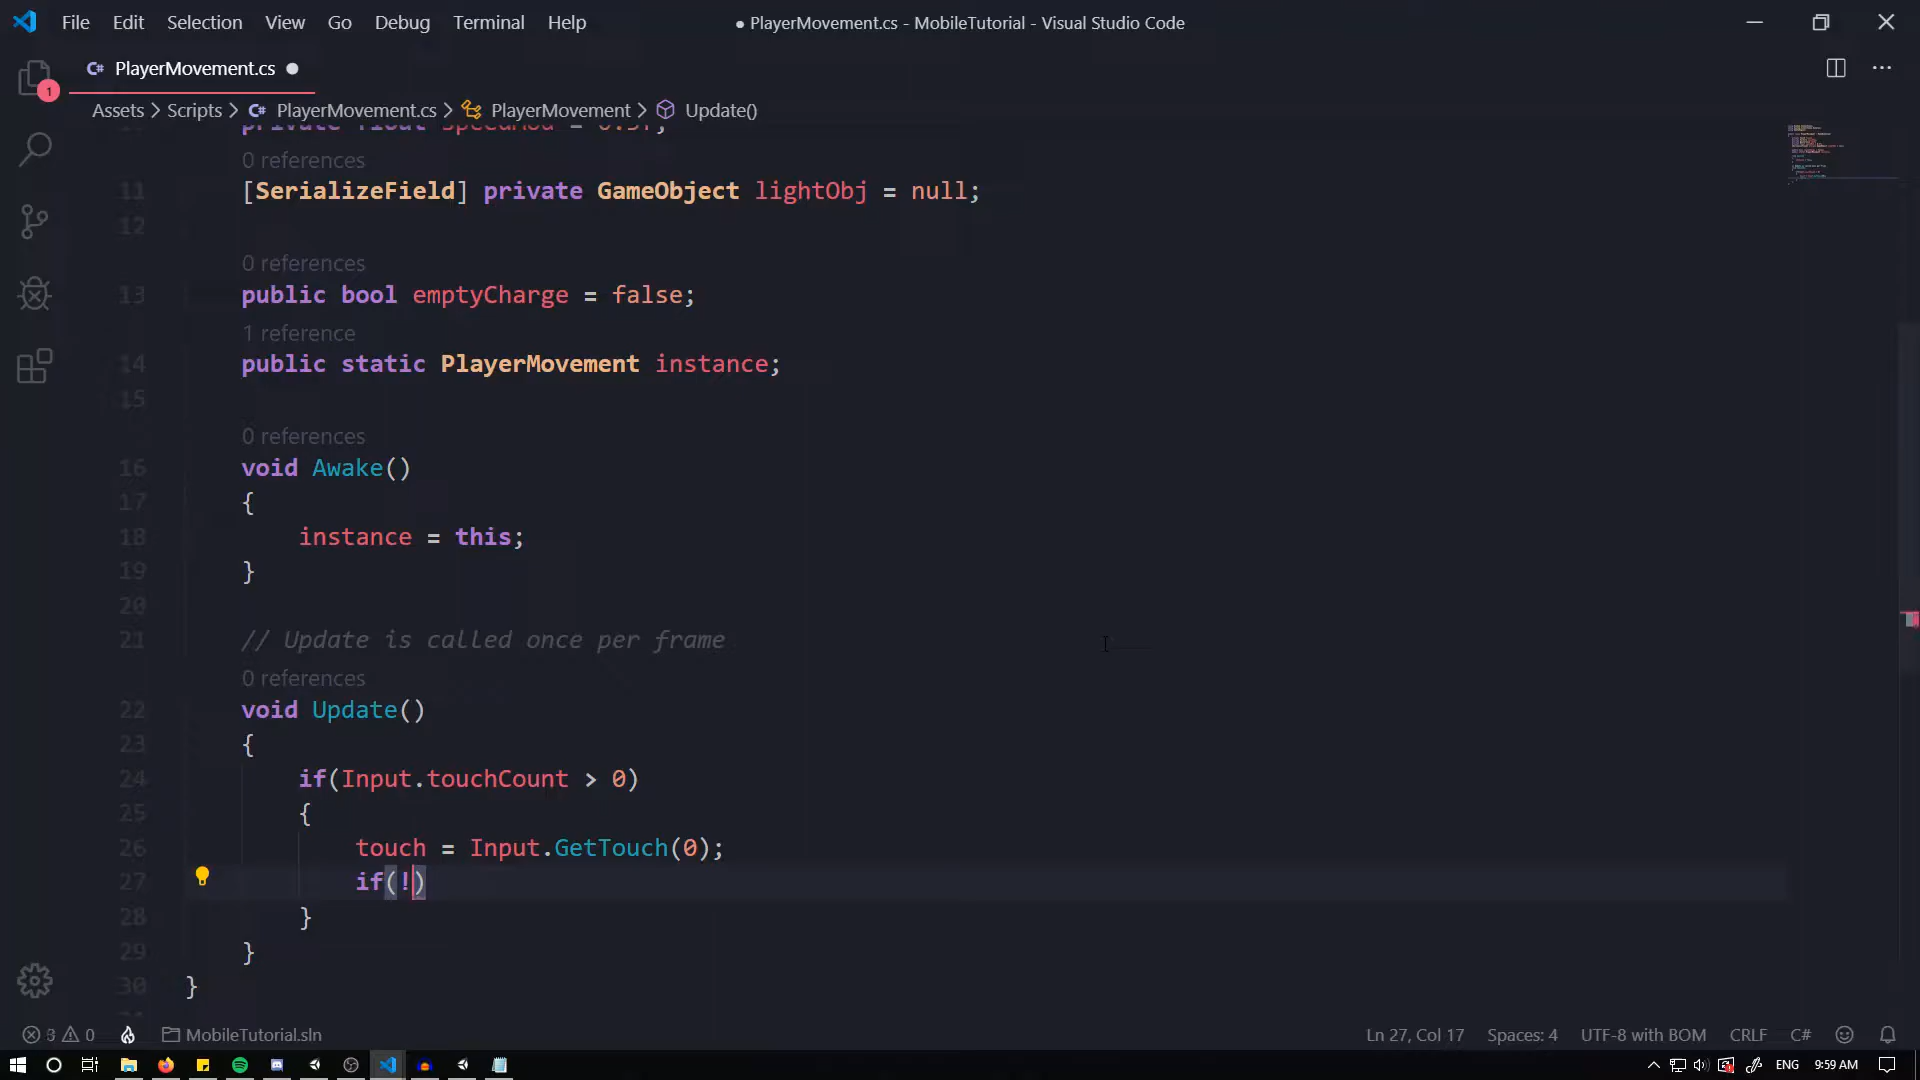 File Edit Selection View Go Debug Terminal Help ● PlayerMovement.cs - MobileTutorial - Visual Studio Code
1
C# PlayerMovement.cs
Assets > Scripts > C# PlayerMovement.cs > PlayerMovement > Update()
0 references
11 [SerializeField] private GameObject lightObj = null;
12
0 references
13 public bool emptyCharge = false;
1 reference
14 public static PlayerMovement instance;
15
0 references
16 void Awake()
17 {
18 instance = this;
19 }
20
21 // Update is called once per frame
0 references
22 void Update()
23 {
24 if(Input.touchCount > 0)
25 {
26 touch = Input.GetTouch(0);
27 if(!)
28 }
29 }
30 }
0 MobileTutorial.sln Ln 27, Col 17 Spaces: 4 UTF-8 with BOM CRLF C#
ENG 9:59 AM